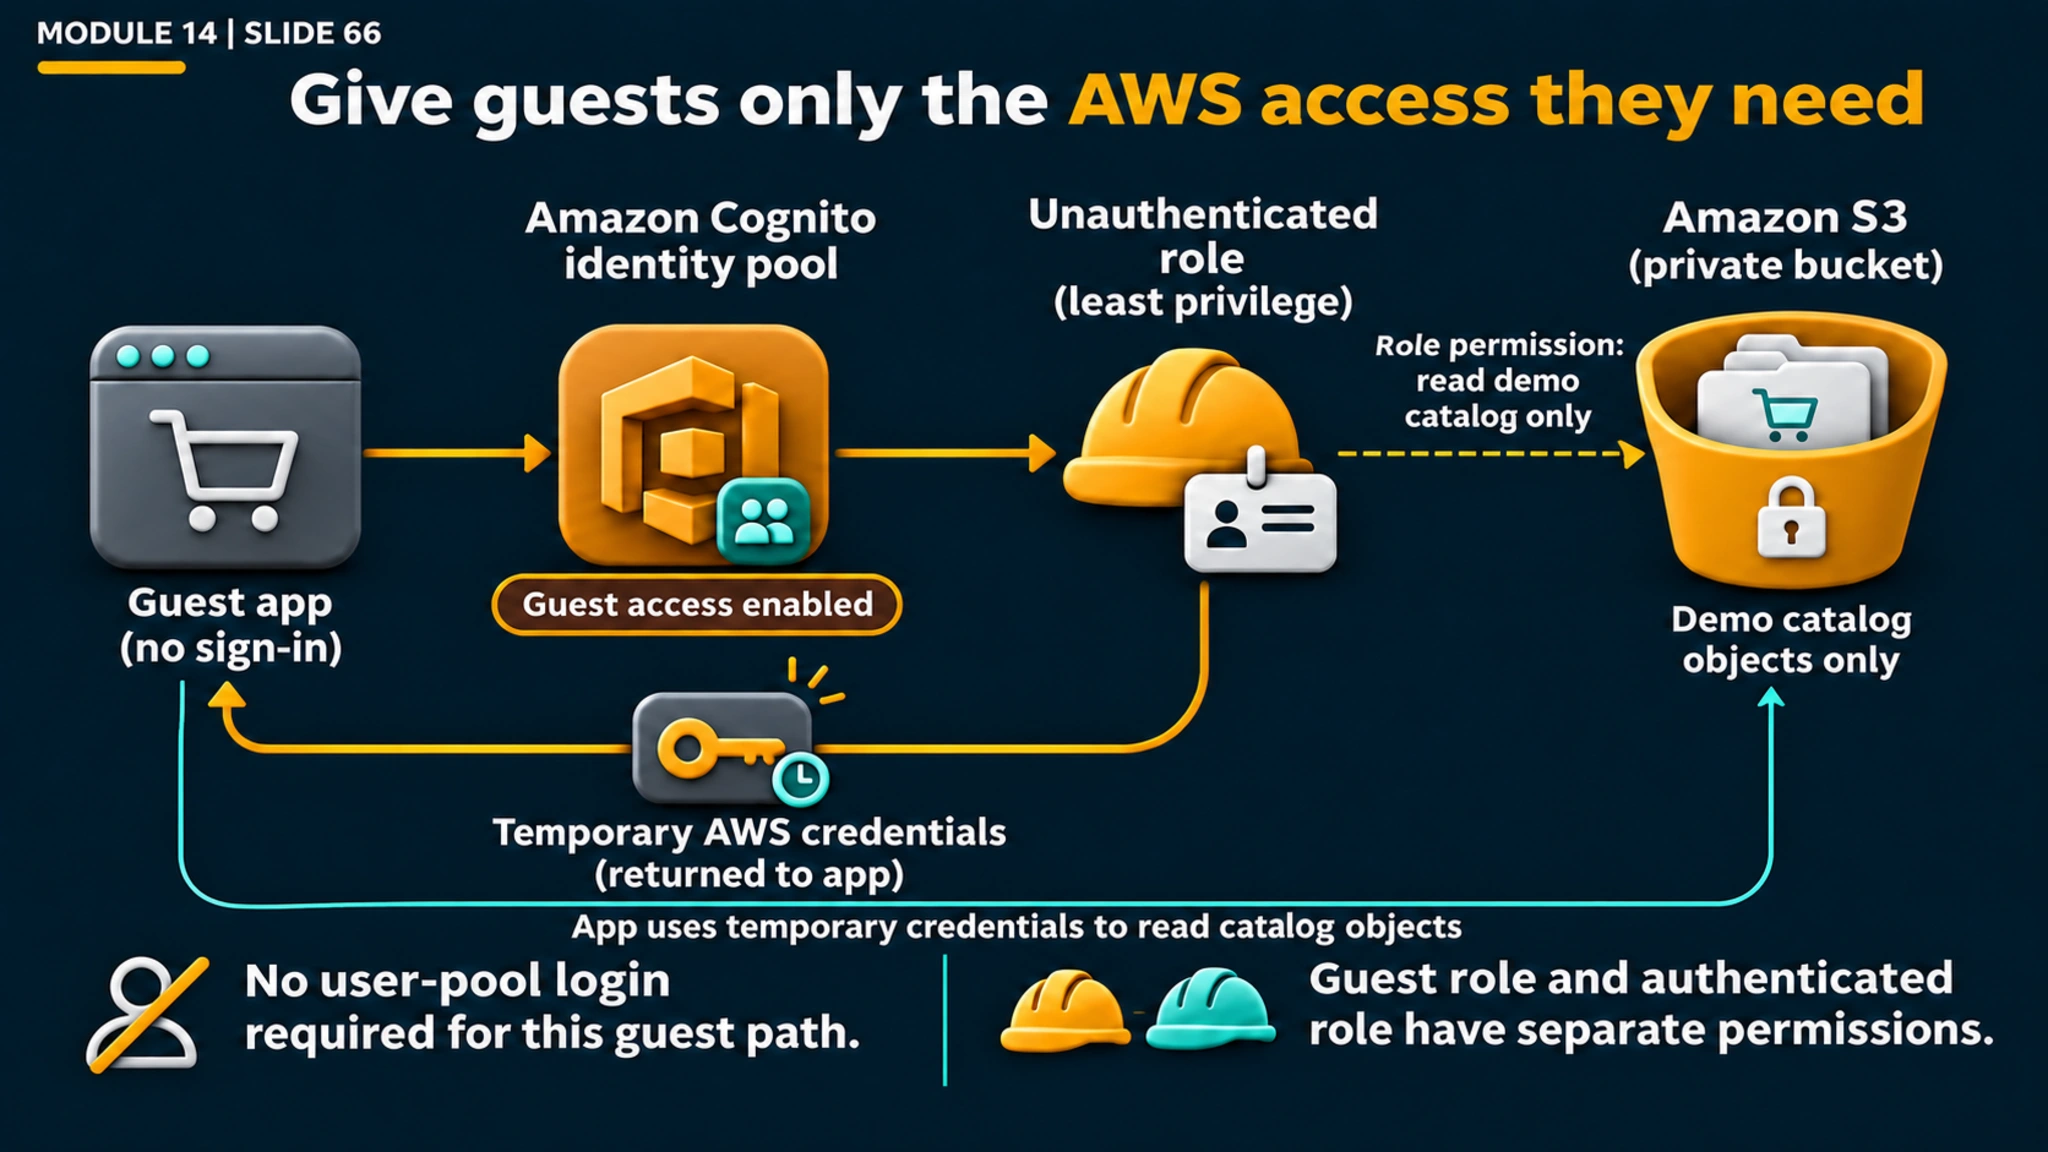 MODULE 14 | SLIDE 66
Give guests only the AWS access they need
Amazon Cognito
identity pool
Unauthenticated
role
(least privilege)
Amazon S3
(private bucket)
Role permission:
read demo
catalog only
Guest app
(no sign-in)
Guest access enabled
Demo catalog
objects only
Temporary AWS credentials
(returned to app)
App uses temporary credentials to read catalog objects
No user-pool login
required for this guest path.
Guest role and authenticated
role have separate permissions.